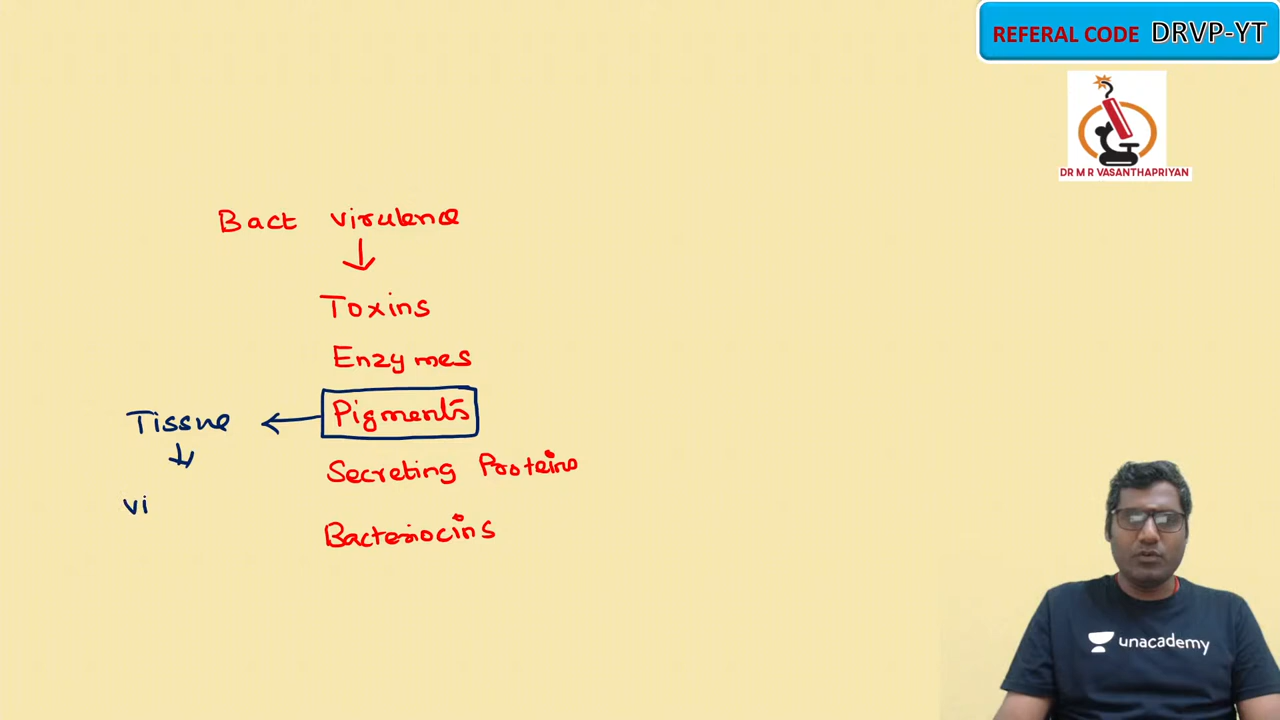 REFERAL CODE DRVP-YT
DR M R VASANTHAPRIYAN
Bact virulence
Toxins
Enzymes
Tissue ← Pigments
vi
Secreting Proteins
Bacteriocins
unacademy